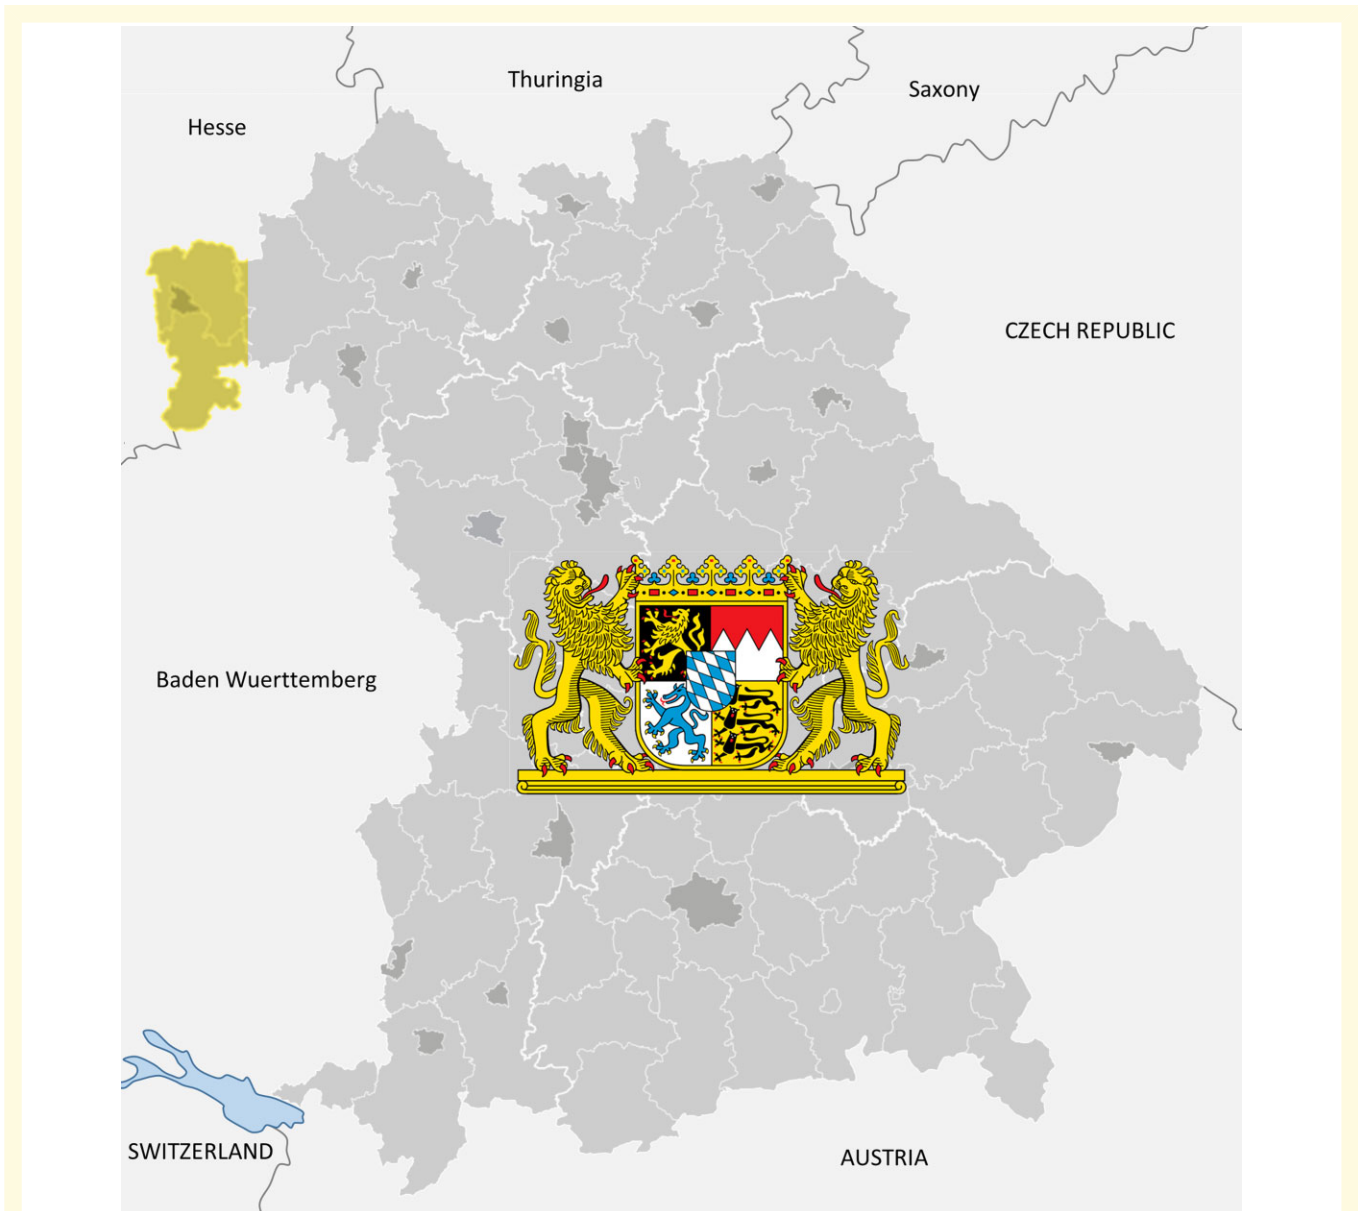 Thuringia
Saxony
Hesse
CZECH REPUBLIC
Baden Wuerttemberg
SWITZERLAND
AUSTRIA